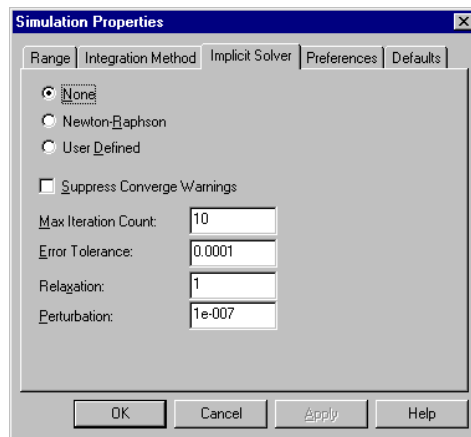 Simulation Properties
Range Integration Method Implicit Solver Preferences Defaults
None
Newton-Raphson
User Defined
Suppress Converge Warnings
Max Iteration Count: 10
Error Tolerance: 0.0001
Relaxation: 1
Perturbation: 1e-007
OK Cancel Apply Help